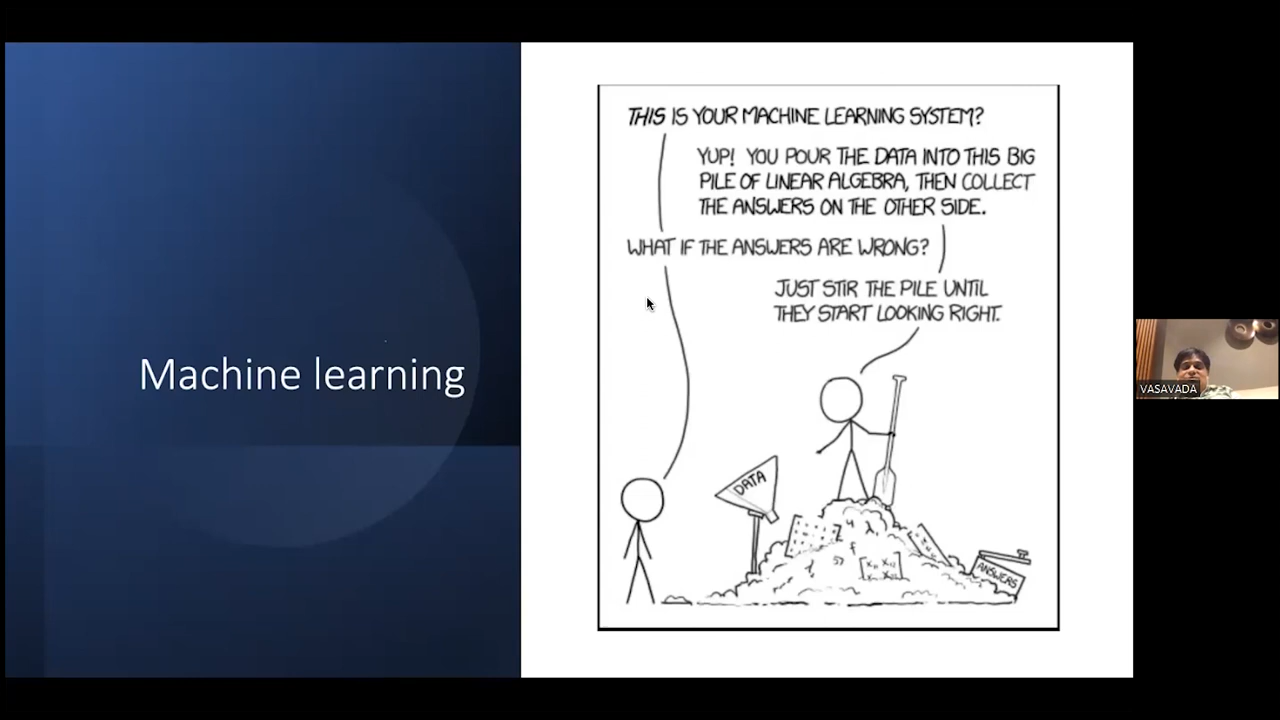 Machine learning
THIS IS YOUR MACHINE LEARNING SYSTEM?
YUP! YOU POUR THE DATA INTO THIS BIG
PILE OF LINEAR ALGEBRA, THEN COLLECT
THE ANSWERS ON THE OTHER SIDE.
WHAT IF THE ANSWERS ARE WRONG?
JUST STIR THE PILE UNTIL
THEY START LOOKING RIGHT.
DATA
ANSWERS
VASAVADA